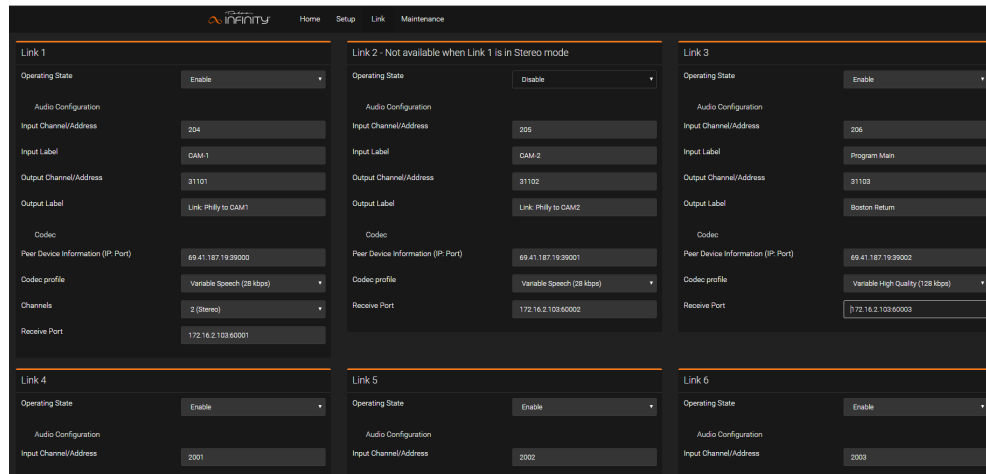 Telos
INFINITY
Home Setup Link Maintenance
Link 1
Operating State Enable
Audio Configuration
Input Channel/Address 204
Input Label CAM-1
Output Channel/Address 31101
Output Label Link: Philly to CAM1
Codec
Peer Device Information (IP: Port) 69.41.187.19:39000
Codec profile Variable Speech (28 kbps)
Channels 2 (Stereo)
Receive Port 172.16.2.103:60001
Link 2 - Not available when Link 1 is in Stereo mode
Operating State Disable
Audio Configuration
Input Channel/Address 205
Input Label CAM-2
Output Channel/Address 31102
Output Label Link: Philly to CAM2
Codec
Peer Device Information (IP: Port) 69.41.187.19:39001
Codec profile Variable Speech (28 kbps)
Receive Port 172.16.2.103:60002
Link 3
Operating State Enable
Audio Configuration
Input Channel/Address 206
Input Label Program Main
Output Channel/Address 31103
Output Label Boston Return
Codec
Peer Device Information (IP: Port) 69.41.187.19:39002
Codec profile Variable High Quality (128 kbps)
Receive Port 172.16.2.103:60003
Link 4
Operating State Enable
Audio Configuration
Input Channel/Address 2001
Link 5
Operating State Enable
Audio Configuration
Input Channel/Address 2002
Link 6
Operating State Enable
Audio Configuration
Input Channel/Address 2003